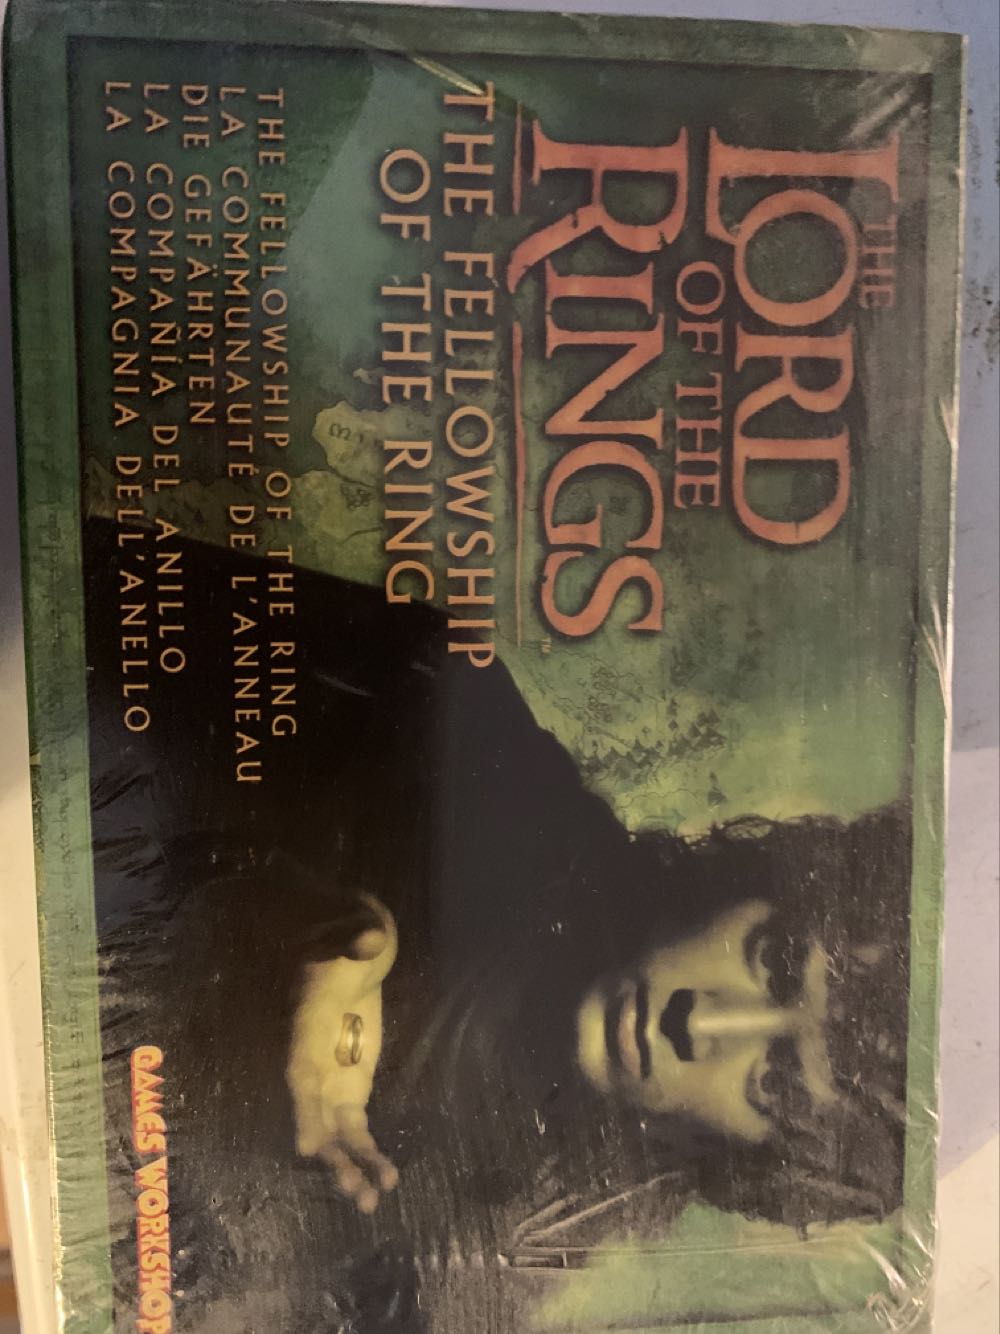 THE
LORD
OF THE
RINGS™
THE FELLOWSHIP
OF THE RING
THE FELLOWSHIP OF THE RING
LA COMMUNAUTÉ DE L'ANNEAU
DIE GEFÄHRTEN
LA COMPAÑÍA DEL ANILLO
LA COMPAGNIA DELL'ANELLO
GAMES WORKSHOP